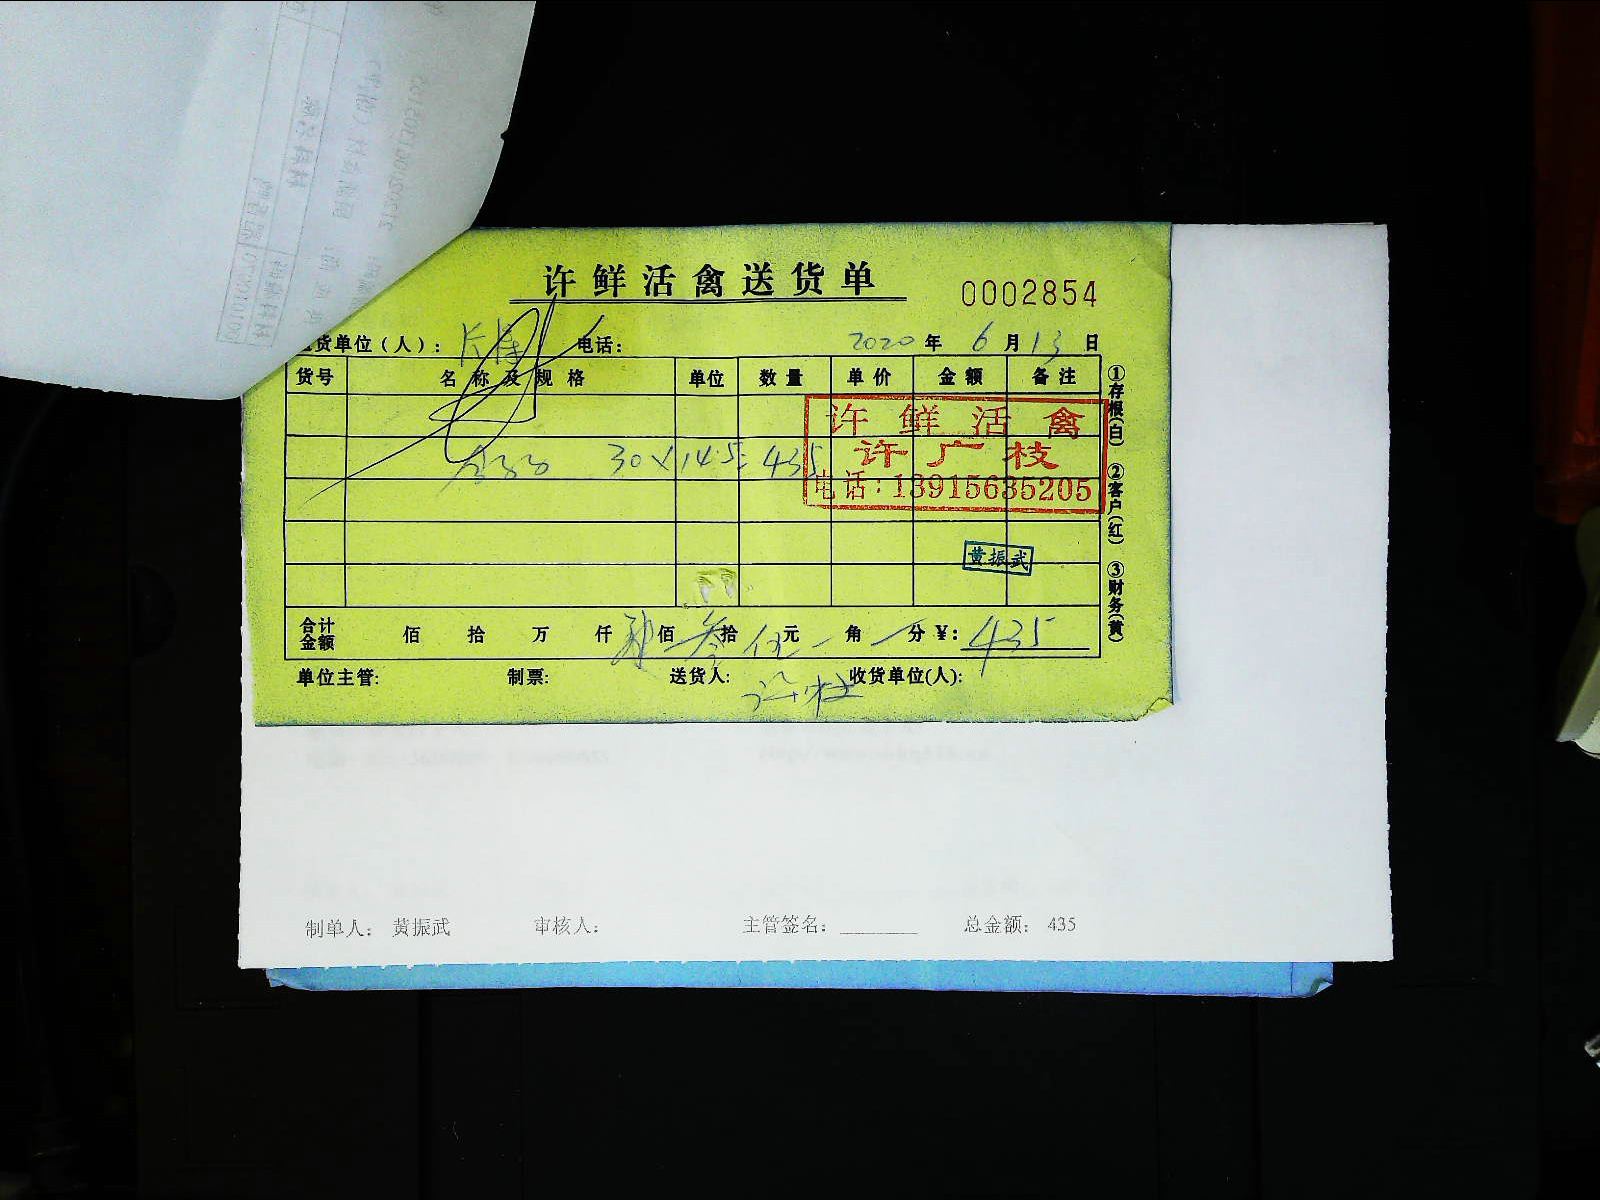 许鲜活禽送货单
0002854
货单位(人): 电话: 2020年6月13日
货号 名称及规格 单位 数量 单价 金额 备注
许鲜活禽
许广枝
电话:13915635205
30×14.5=435
黄振武
合计金额 佰 拾 万 仟 佰 叁拾 伍元 角 分 ¥: 435
单位主管: 制票: 送货人: 收货单位(人):
①存根(白) ②客户(红) ③财务(黄)
制单人: 黄振武 审核人: 主管签名: ________ 总金额: 435